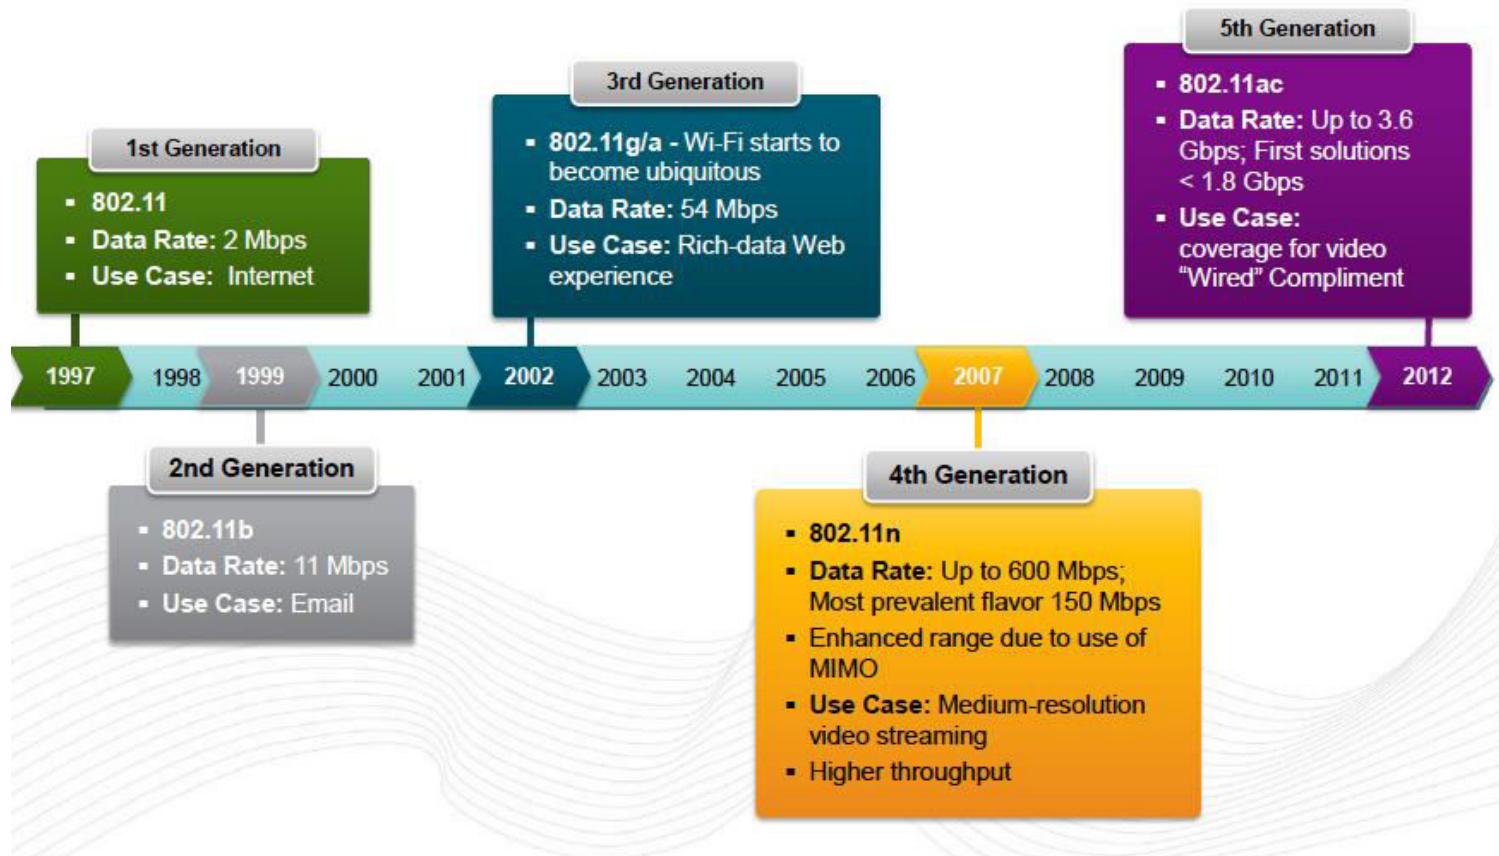 1st Generation
▪ 802.11
▪ Data Rate: 2 Mbps
▪ Use Case: Internet
3rd Generation
▪ 802.11g/a - Wi-Fi starts to
become ubiquitous
▪ Data Rate: 54 Mbps
▪ Use Case: Rich-data Web
experience
5th Generation
▪ 802.11ac
▪ Data Rate: Up to 3.6
Gbps; First solutions
< 1.8 Gbps
▪ Use Case:
coverage for video
“Wired” Compliment
1997 1998 1999 2000 2001 2002 2003 2004 2005 2006 2007 2008 2009 2010 2011 2012
2nd Generation
▪ 802.11b
▪ Data Rate: 11 Mbps
▪ Use Case: Email
4th Generation
▪ 802.11n
▪ Data Rate: Up to 600 Mbps;
Most prevalent flavor 150 Mbps
▪ Enhanced range due to use of
MIMO
▪ Use Case: Medium-resolution
video streaming
▪ Higher throughput